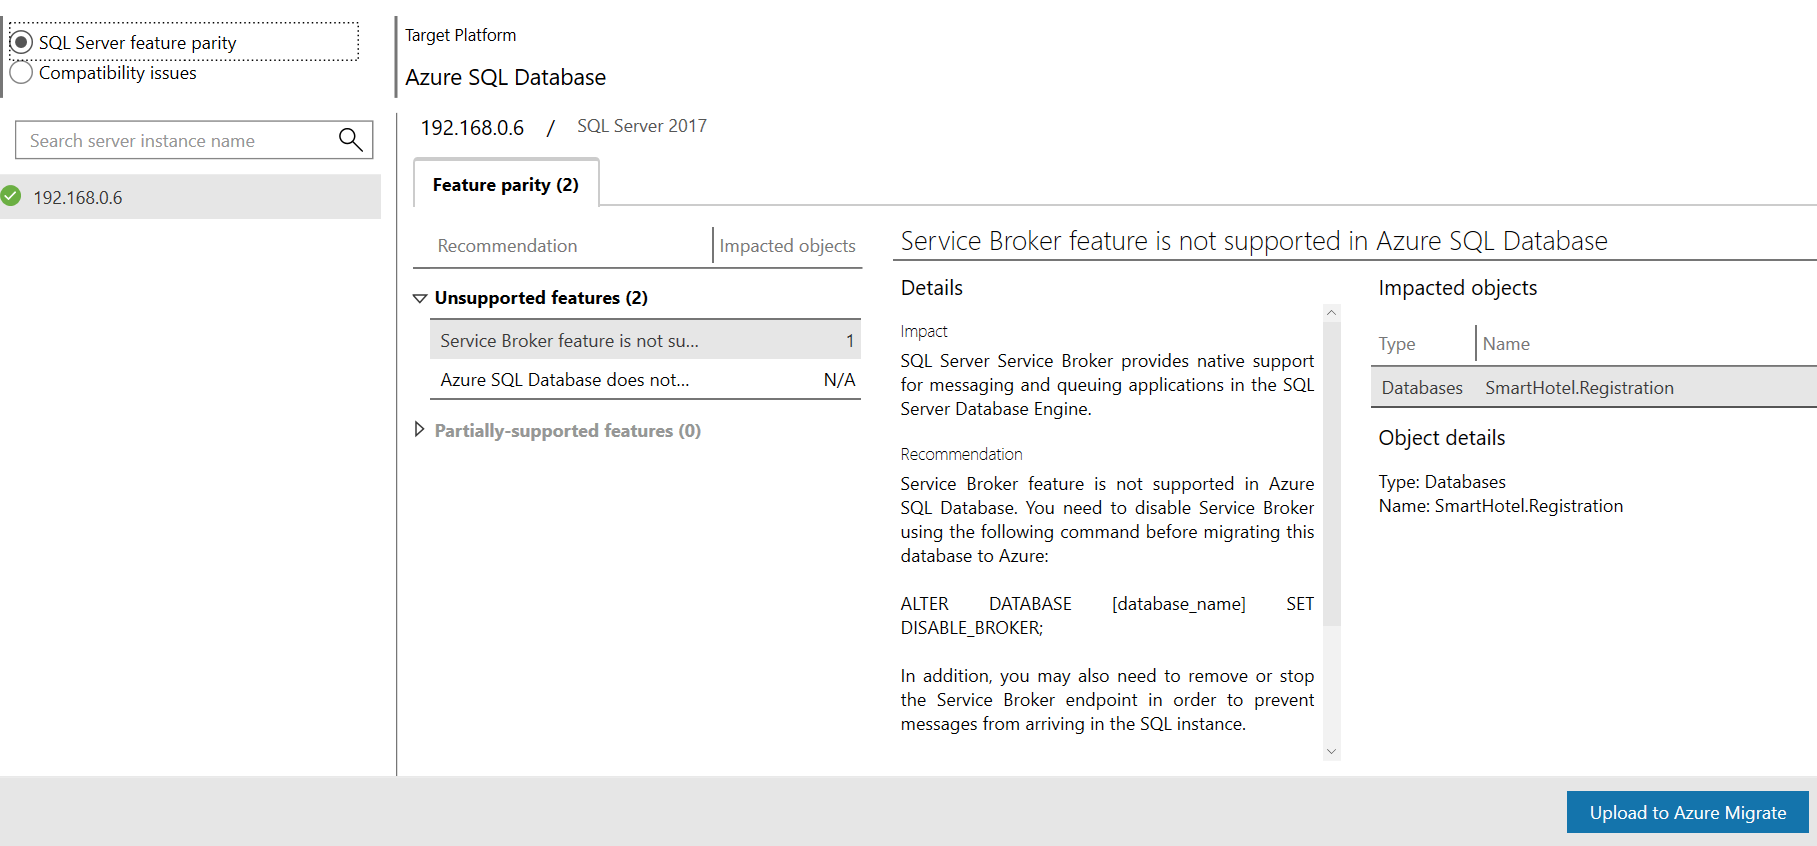 SQL Server feature parity
Compatibility issues
Search server instance name
192.168.0.6
Target Platform
Azure SQL Database
192.168.0.6 / SQL Server 2017
Feature parity (2)
Recommendation Impacted objects
Unsupported features (2)
Service Broker feature is not su... 1
Azure SQL Database does not... N/A
Partially-supported features (0)
Service Broker feature is not supported in Azure SQL Database
Details
Impact
SQL Server Service Broker provides native support
for messaging and queuing applications in the SQL
Server Database Engine.
Recommendation
Service Broker feature is not supported in Azure
SQL Database. You need to disable Service Broker
using the following command before migrating this
database to Azure:
ALTER DATABASE [database_name] SET
DISABLE_BROKER;
In addition, you may also need to remove or stop
the Service Broker endpoint in order to prevent
messages from arriving in the SQL instance.
Impacted objects
Type Name
Databases SmartHotel.Registration
Object details
Type: Databases
Name: SmartHotel.Registration
Upload to Azure Migrate